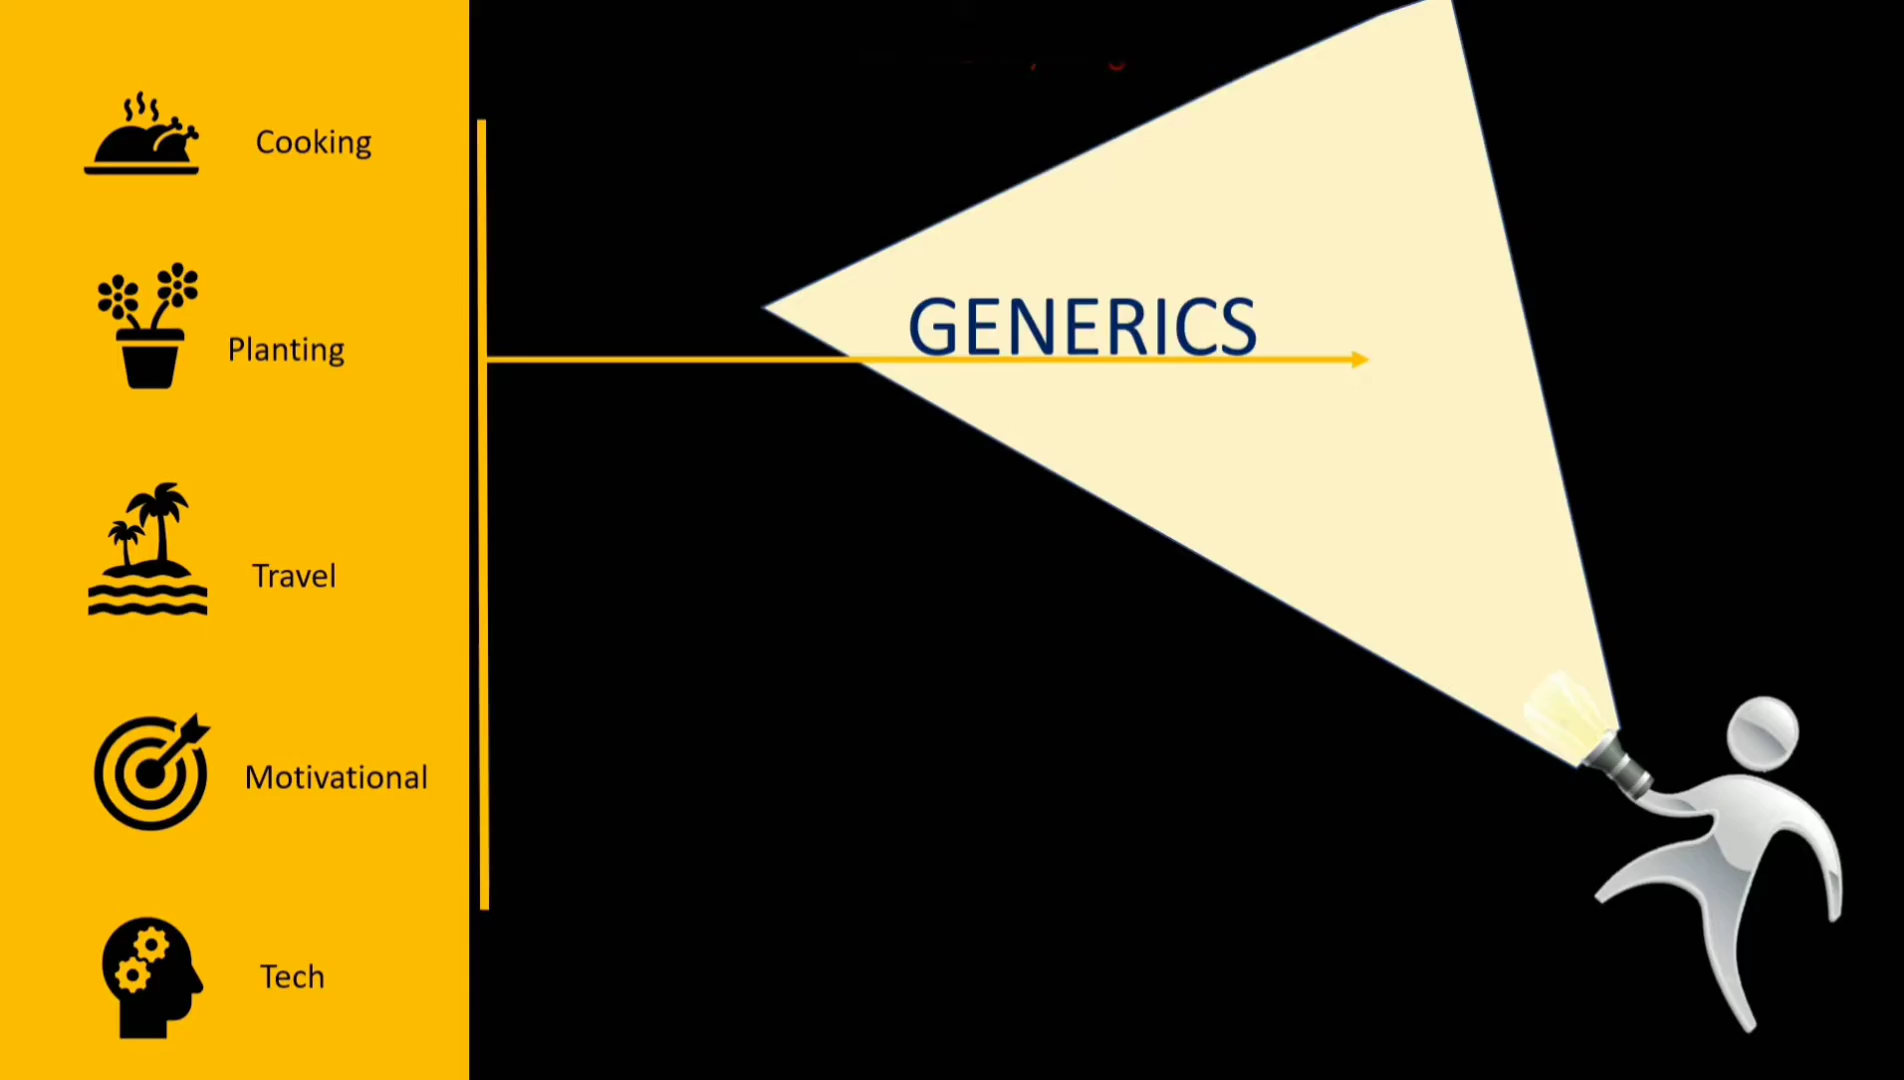 Cooking
Planting
Travel
Motivational
Tech
GENERICS